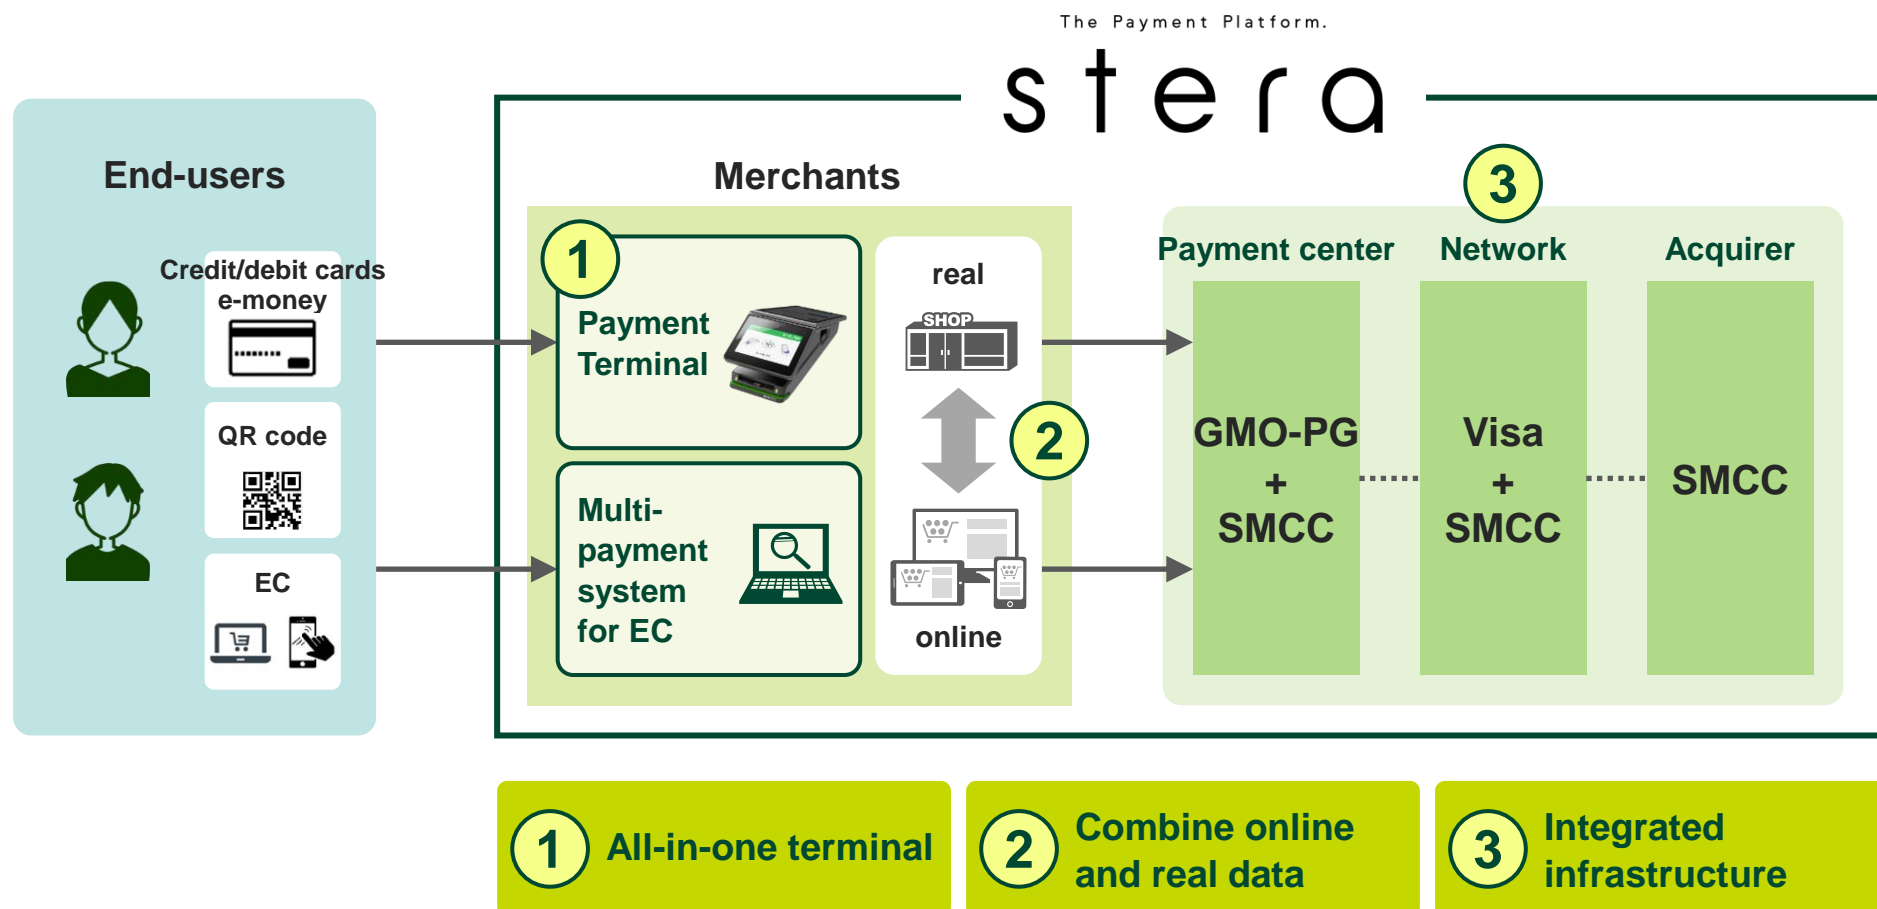 The Payment Platform.
stera
End-users
Credit/debit cards
e-money
QR code
EC
Merchants
1
Payment
Terminal
Multi-
payment
system
for EC
real
SHOP
2
online
3
Payment center
Network
Acquirer
GMO-PG
+
SMCC
Visa
+
SMCC
SMCC
1
All-in-one terminal
2
Combine online
and real data
3
Integrated
infrastructure